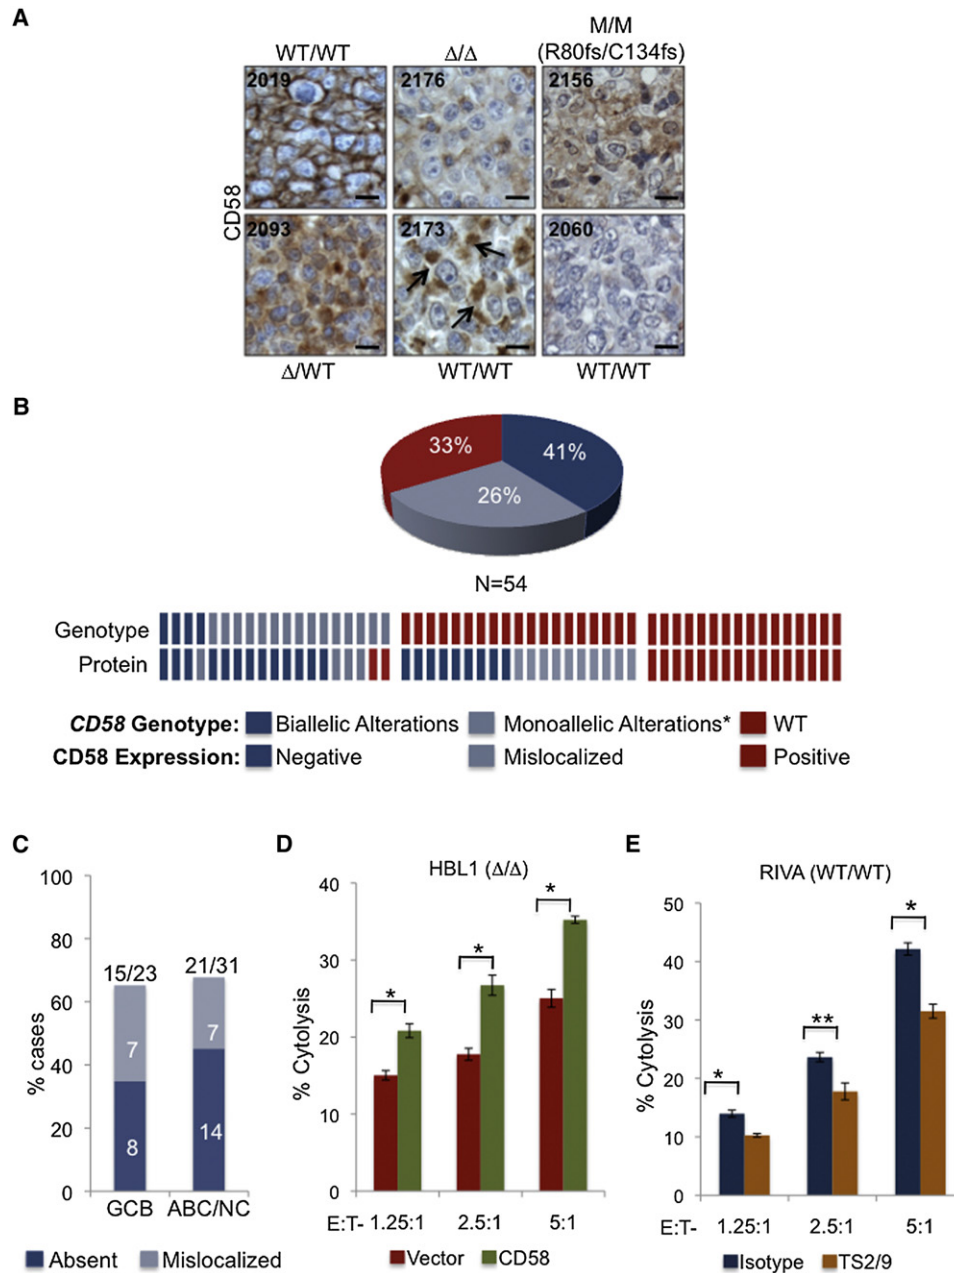 A
WT/WT
Δ/Δ
M/M
(R80fs/C134fs)
2019
2176
2156
CD58
2093
2173
2060
Δ/WT
WT/WT
WT/WT
B
33%
41%
26%
N=54
Genotype
Protein
CD58 Genotype: Biallelic Alterations Monoallelic Alterations* WT
CD58 Expression: Negative Mislocalized Positive
C
% cases
100
80
60
40
20
0
15/23
21/31
7
7
8
14
GCB ABC/NC
Absent Mislocalized
D
HBL1 (Δ/Δ)
% Cytolysis
40
30
20
10
0
*
*
*
E:T- 1.25:1 2.5:1 5:1
Vector CD58
E
RIVA (WT/WT)
% Cytolysis
50
40
30
20
10
0
*
**
*
E:T- 1.25:1 2.5:1 5:1
Isotype TS2/9